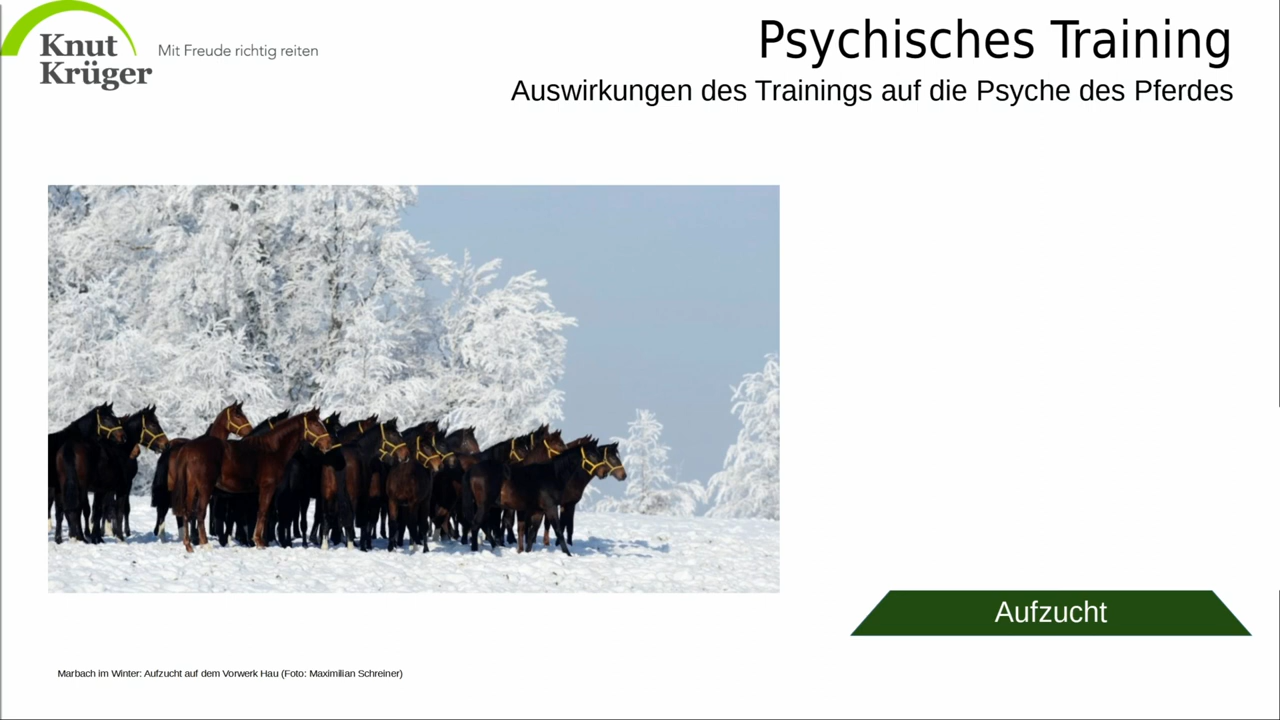 Knut
Krüger
Mit Freude richtig reiten
Psychisches Training
Auswirkungen des Trainings auf die Psyche des Pferdes
Aufzucht
Marbach im Winter: Aufzucht auf dem Vorwerk Hau (Foto: Maximilian Schreiner)